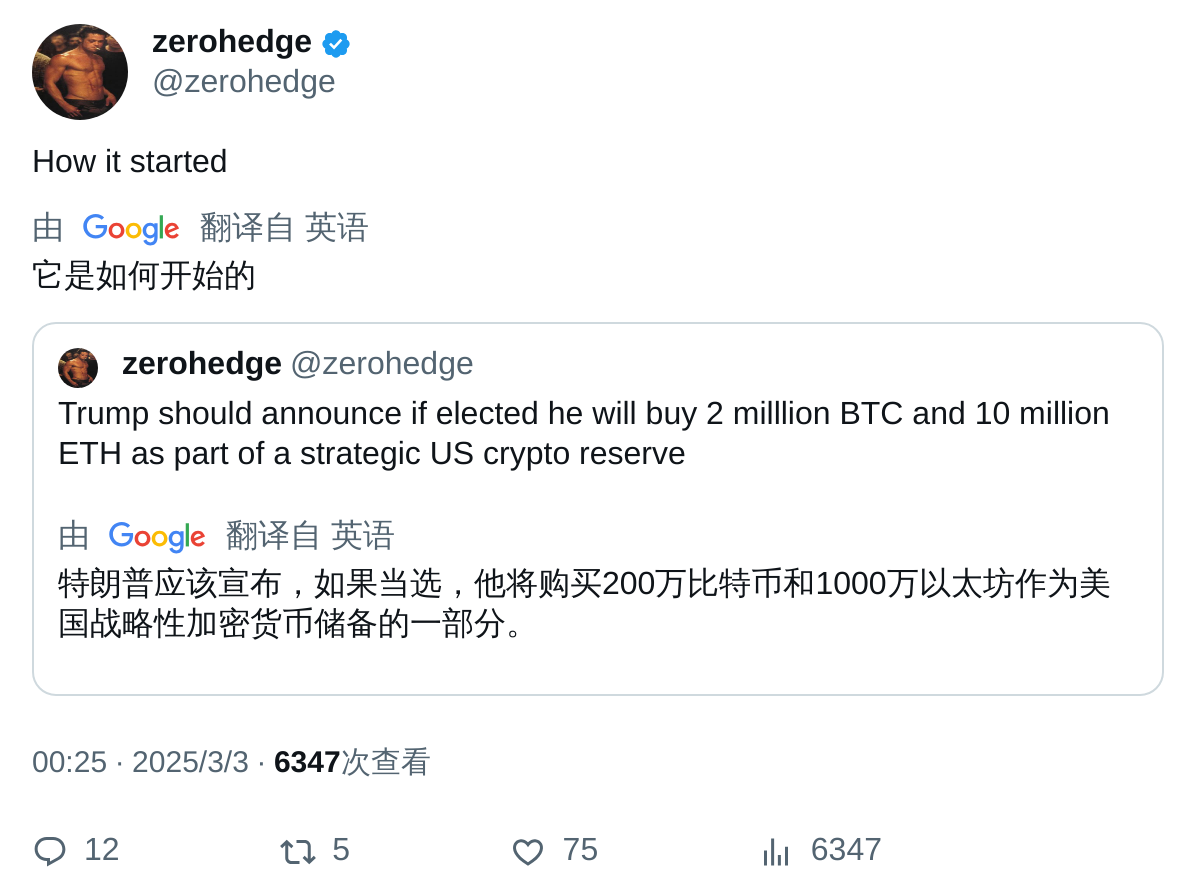 zerohedge
@zerohedge
How it started
由 Google 翻译自 英语
它是如何开始的
zerohedge @zerohedge
Trump should announce if elected he will buy 2 milllion BTC and 10 million
ETH as part of a strategic US crypto reserve
由 Google 翻译自 英语
特朗普应该宣布，如果当选，他将购买200万比特币和1000万以太坊作为美
国战略性加密货币储备的一部分。
00:25 · 2025/3/3 · 6347次查看
12 5 75 6347